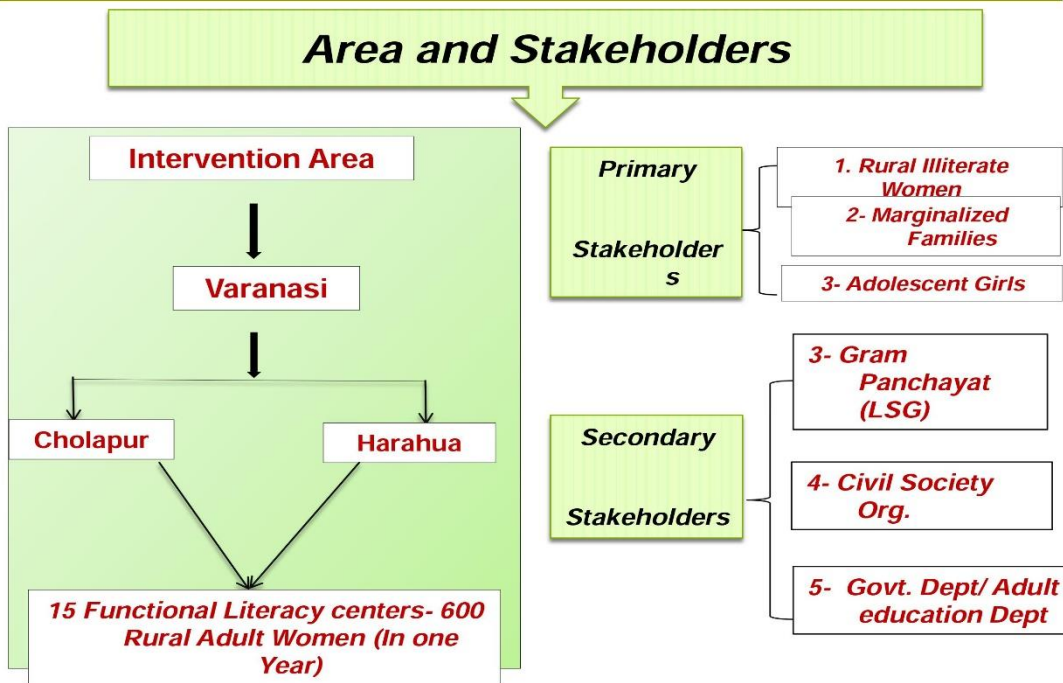 Area and Stakeholders
Intervention Area
Varanasi
Cholapur
Harahua
15 Functional Literacy centers- 600
Rural Adult Women (In one
Year)
Primary
Stakeholder
s
1. Rural Illiterate
Women
2- Marginalized
Families
3- Adolescent Girls
Secondary
Stakeholders
3- Gram
Panchayat
(LSG)
4- Civil Society
Org.
5- Govt. Dept/ Adult
education Dept